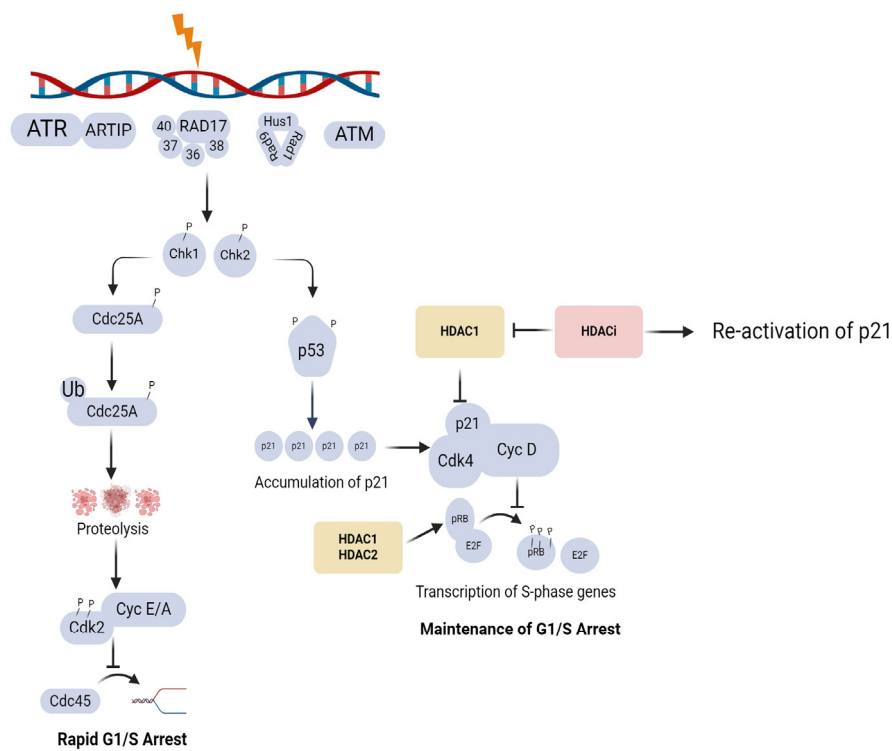 ATR
ARTIP
40
RAD17
37
36
38
Hus1
Rad9
Rad1
ATM
P
Chk1
P
Chk2
P
Cdc25A
P
P
p53
HDAC1
HDACi
Re-activation of p21
Ub
P
Cdc25A
p21
Cdk4
Cyc D
p21
p21
p21
p21
Accumulation of p21
Proteolysis
HDAC1
HDAC2
pRB
E2F
P
P
P
pRB
E2F
Transcription of S-phase genes
Maintenance of G1/S Arrest
P
P
Cdk2
Cyc E/A
Cdc45
Rapid G1/S Arrest